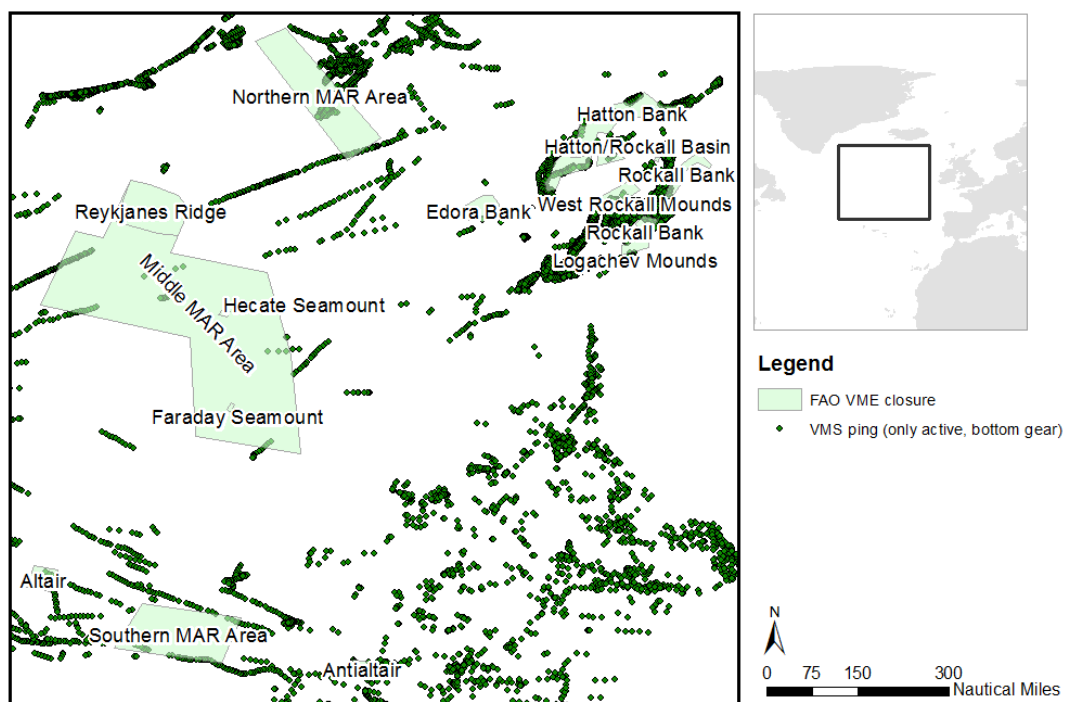 Northern MAR Area
Hatton Bank
Hatton/Rockall Basin
Rockall Bank
Reykjanes Ridge
Edora Bank
West Rockall Mounds
Rockall Bank
Logachev Mounds
Middle MAR Area
Hecate Seamount
Faraday Seamount
Altair
Southern MAR Area
Antialtair
Legend
FAO VME closure
VMS ping (only active, bottom gear)
N
0 75 150 300
Nautical Miles